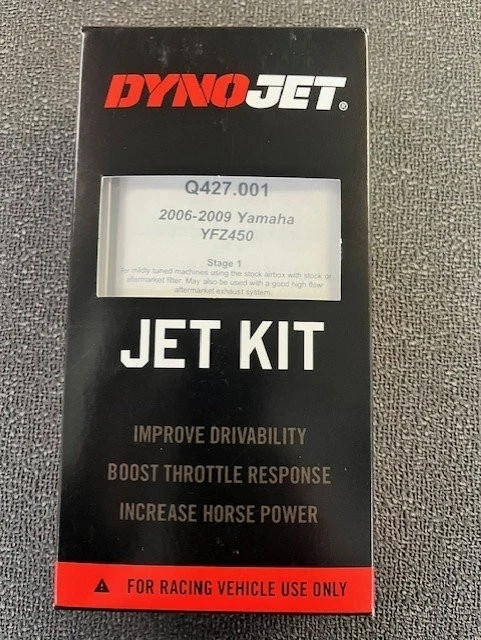 DYNOJET®
Q427.001
2006-2009 Yamaha
YFZ450
Stage 1
For mildly tuned machines using the stock airbox with stock or
aftermarket filter. May also be used with a good high flow
aftermarket exhaust system.
JET KIT
IMPROVE DRIVABILITY
BOOST THROTTLE RESPONSE
INCREASE HORSE POWER
FOR RACING VEHICLE USE ONLY